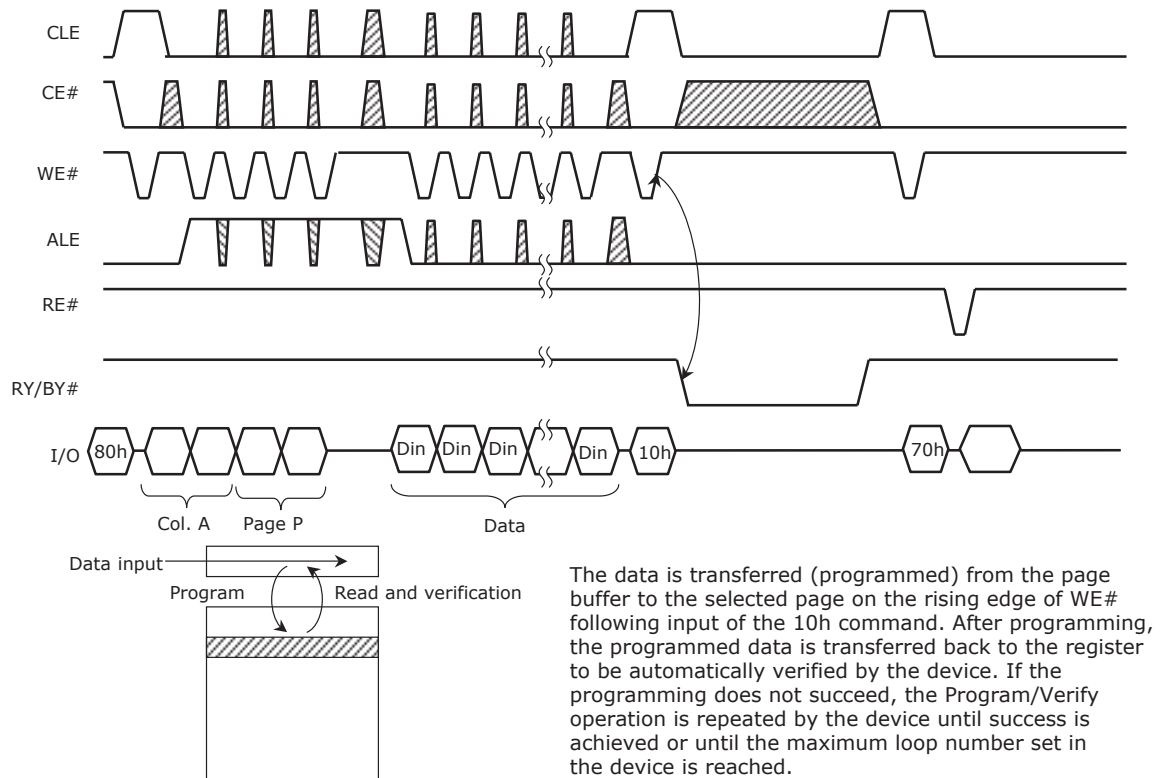 CLE
CE#
WE#
ALE
RE#
RY/BY#
I/O
80h
Din
Din
Din
Din
10h
70h
Col. A
Page P
Data
Data input
Program
Read and verification
The data is transferred (programmed) from the page
buffer to the selected page on the rising edge of WE#
following input of the 10h command. After programming,
the programmed data is transferred back to the register
to be automatically verified by the device. If the
programming does not succeed, the Program/Verify
operation is repeated by the device until success is
achieved or until the maximum loop number set in
the device is reached.